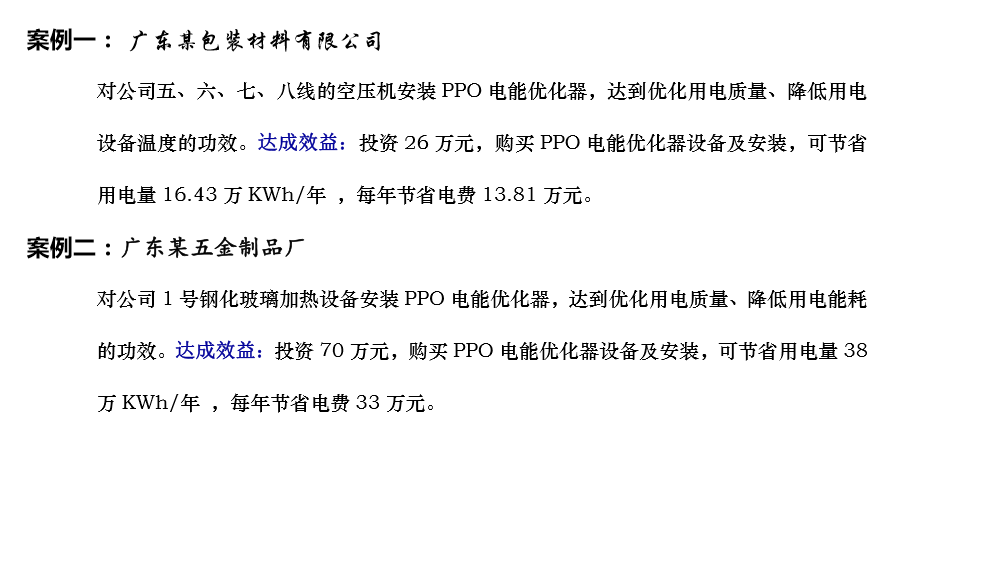 案例一： 广东某包装材料有限公司
对公司五、六、七、八线的空压机安装 PPO 电能优化器，达到优化用电质量、降低用电
设备温度的功效。达成效益：投资 26 万元，购买 PPO 电能优化器设备及安装，可节省
用电量 16.43 万 KWh/年 ，每年节省电费 13.81 万元。
案例二：广东某五金制品厂
对公司 1 号钢化玻璃加热设备安装 PPO 电能优化器，达到优化用电质量、降低用电能耗
的功效。达成效益：投资 70 万元，购买 PPO 电能优化器设备及安装，可节省用电量 38
万 KWh/年 ，每年节省电费 33 万元。